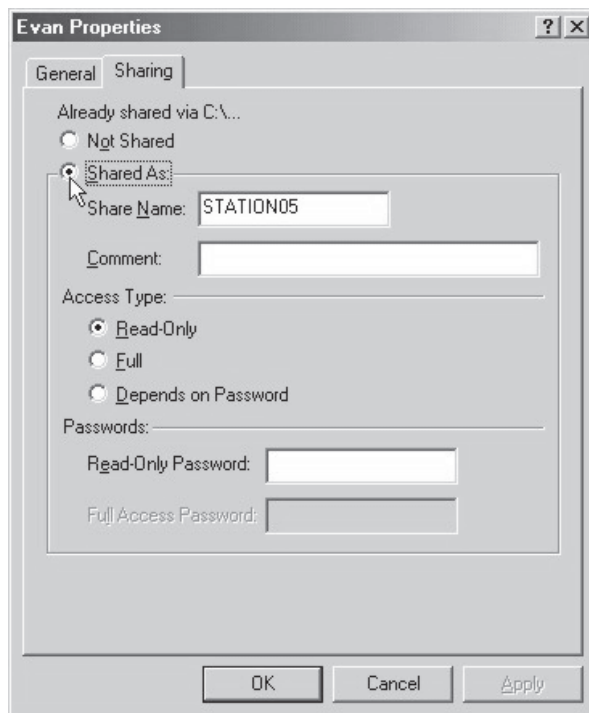 Evan Properties
General Sharing
Already shared via C:\...
Not Shared
Shared As:
Share Name: STATION05
Comment:
Access Type:
Read-Only
Full
Depends on Password
Passwords:
Read-Only Password:
Full Access Password:
OK Cancel Apply